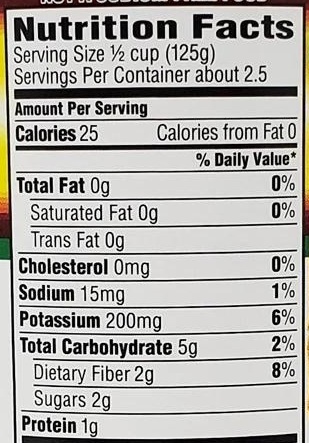 Nutrition Facts
Serving Size ½ cup (125g)
Servings Per Container about 2.5
Amount Per Serving
Calories 25 Calories from Fat 0
% Daily Value*
Total Fat 0g 0%
Saturated Fat 0g 0%
Trans Fat 0g
Cholesterol 0mg 0%
Sodium 15mg 1%
Potassium 200mg 6%
Total Carbohydrate 5g 2%
Dietary Fiber 2g 8%
Sugars 2g
Protein 1g